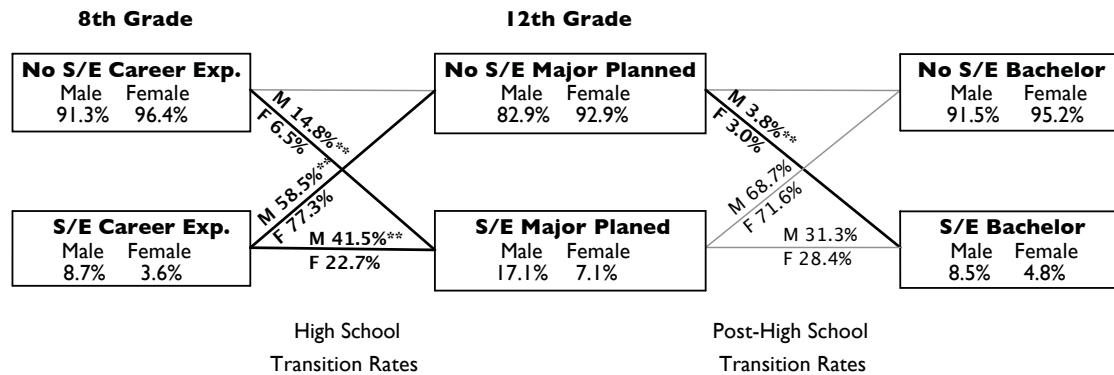 8th Grade
12th Grade
No S/E Career Exp.
Male Female
91.3% 96.4%
No S/E Major Planned
Male Female
82.9% 92.9%
No S/E Bachelor
Male Female
91.5% 95.2%
M 14.8%**
F 6.5%
M 58.5%**
F 77.3%
M 3.8%**
F 3.0%
M 68.7%
F 71.6%
S/E Career Exp.
Male Female
8.7% 3.6%
M 41.5%**
F 22.7%
S/E Major Planed
Male Female
17.1% 7.1%
M 31.3%
F 28.4%
S/E Bachelor
Male Female
8.5% 4.8%
High School
Transition Rates
Post-High School
Transition Rates